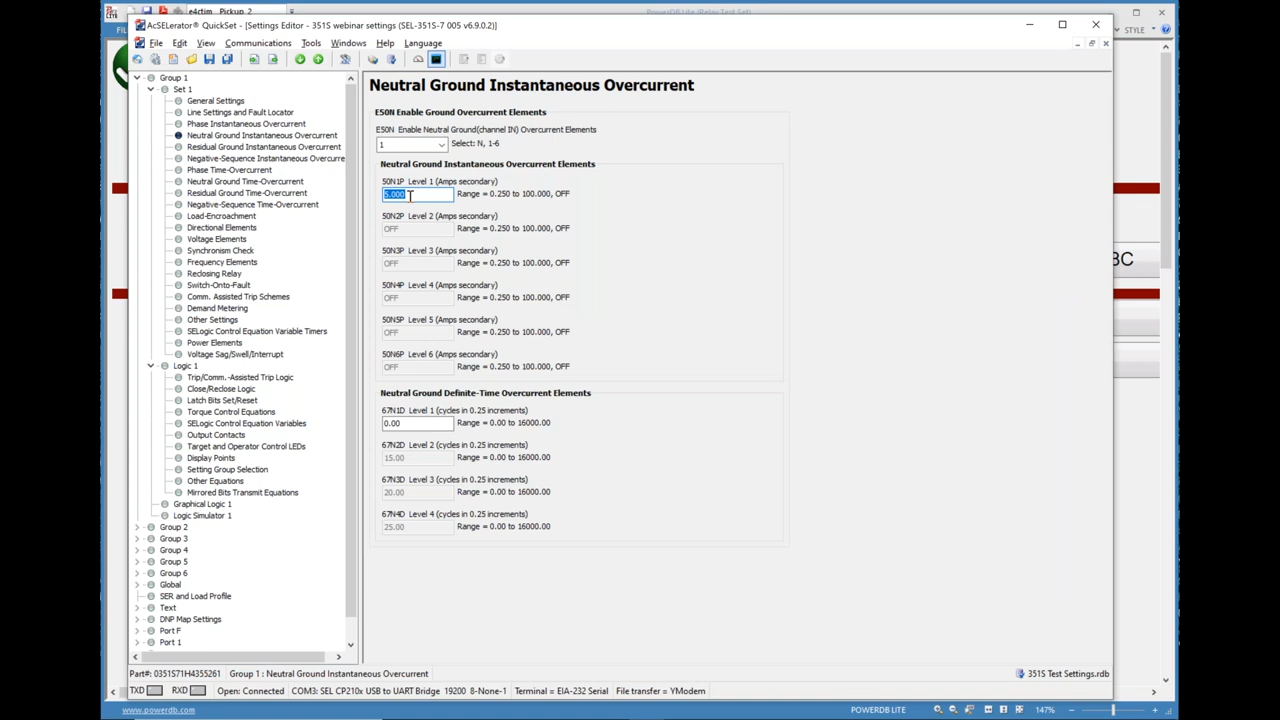 e4ctim Pickup 2
PowerDB Lite (Relay Test Set)
AcSELerator® QuickSet - [Settings Editor - 351S webinar settings (SEL-351S-7 005 v6.9.0.2)]
STYLE
File Edit View Communications Tools Windows Help Language
Group 1
Set 1
General Settings
Line Settings and Fault Locator
Phase Instantaneous Overcurrent
Neutral Ground Instantaneous Overcurrent
Residual Ground Instantaneous Overcurrent
Negative-Sequence Instantaneous Overcurre
Phase Time-Overcurrent
Neutral Ground Time-Overcurrent
Residual Ground Time-Overcurrent
Negative-Sequence Time-Overcurrent
Load-Encroachment
Directional Elements
Voltage Elements
Synchronism Check
Frequency Elements
Reclosing Relay
Switch-Onto-Fault
Comm. Assisted Trip Schemes
Demand Metering
Other Settings
SELogic Control Equation Variable Timers
Power Elements
Voltage Sag/Swell/Interrupt
Logic 1
Trip/Comm.-Assisted Trip Logic
Close/Reclose Logic
Latch Bits Set/Reset
Torque Control Equations
SELogic Control Equation Variables
Output Contacts
Target and Operator Control LEDs
Display Points
Setting Group Selection
Other Equations
Mirrored Bits Transmit Equations
Graphical Logic 1
Logic Simulator 1
Group 2
Group 3
Group 4
Group 5
Group 6
Global
SER and Load Profile
Text
DNP Map Settings
Port F
Port 1
Neutral Ground Instantaneous Overcurrent
E50N Enable Ground Overcurrent Elements
E50N Enable Neutral Ground(channel IN) Overcurrent Elements
1 Select: N, 1-6
Neutral Ground Instantaneous Overcurrent Elements
50N1P Level 1 (Amps secondary)
5.000 Range = 0.250 to 100.000, OFF
50N2P Level 2 (Amps secondary)
OFF Range = 0.250 to 100.000, OFF
50N3P Level 3 (Amps secondary)
OFF Range = 0.250 to 100.000, OFF
50N4P Level 4 (Amps secondary)
OFF Range = 0.250 to 100.000, OFF
50N5P Level 5 (Amps secondary)
OFF Range = 0.250 to 100.000, OFF
50N6P Level 6 (Amps secondary)
OFF Range = 0.250 to 100.000, OFF
Neutral Ground Definite-Time Overcurrent Elements
67N1D Level 1 (cycles in 0.25 increments)
0.00 Range = 0.00 to 16000.00
67N2D Level 2 (cycles in 0.25 increments)
15.00 Range = 0.00 to 16000.00
67N3D Level 3 (cycles in 0.25 increments)
20.00 Range = 0.00 to 16000.00
67N4D Level 4 (cycles in 0.25 increments)
25.00 Range = 0.00 to 16000.00
BC
Part#: 0351S71H4355261 Group 1 : Neutral Ground Instantaneous Overcurrent 351S Test Settings.rdb
TXD RXD Open: Connected COM3: SEL CP210x USB to UART Bridge 19200 8-None-1 Terminal = EIA-232 Serial File transfer = YModem
www.powerdb.com POWERDB LITE 147%